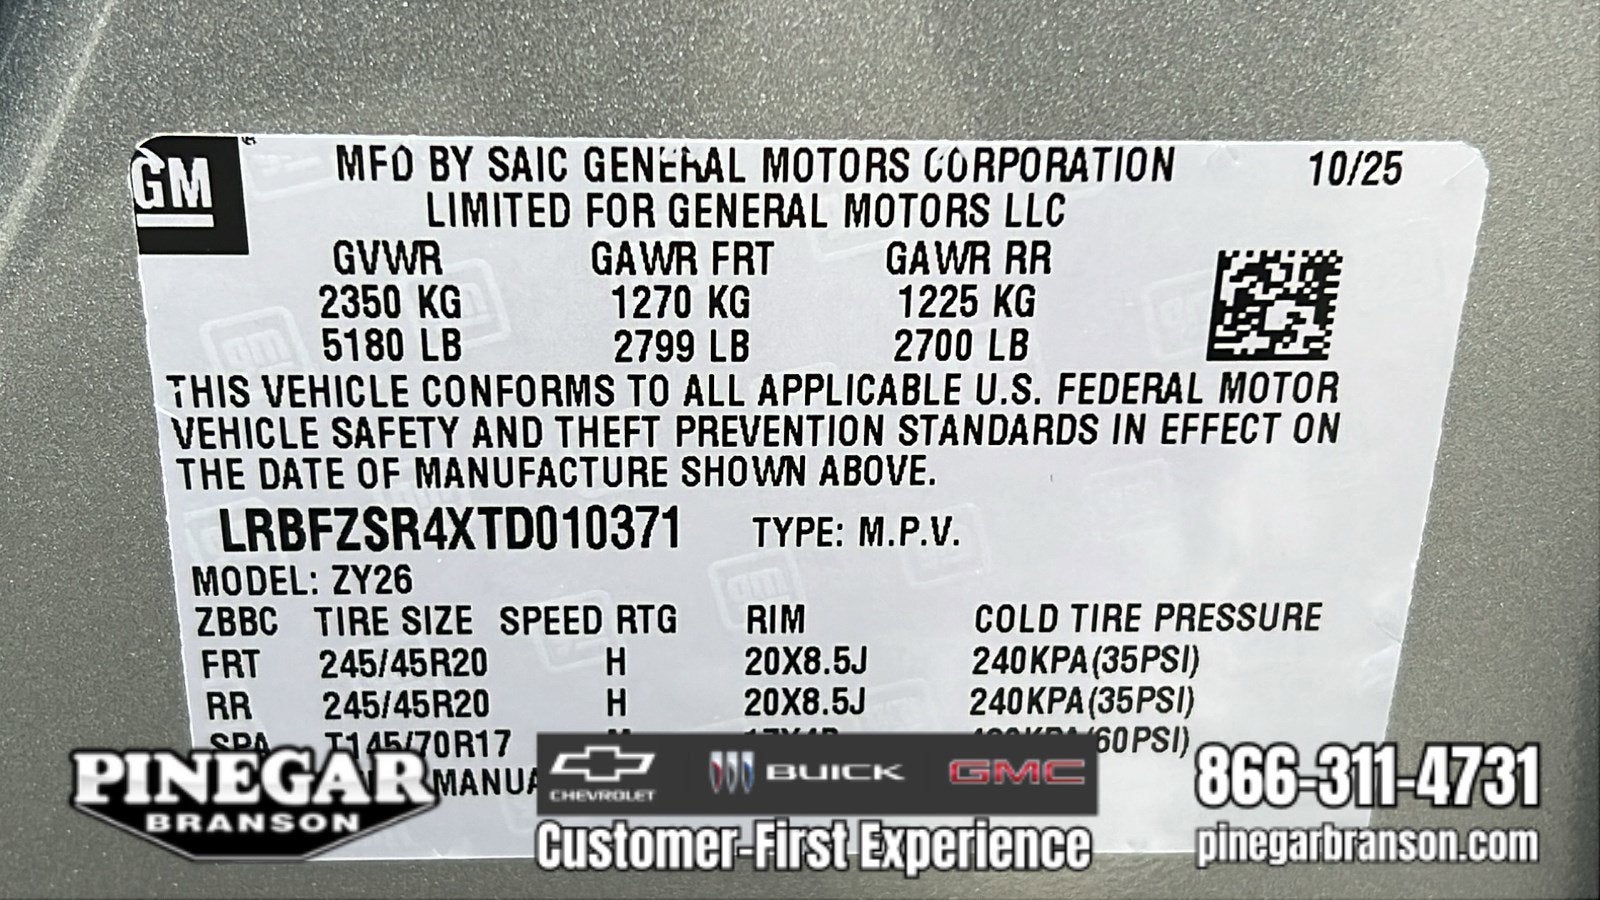 GM
MFD BY SAIC GENERAL MOTORS CORPORATION 10/25
LIMITED FOR GENERAL MOTORS LLC
GVWR GAWR FRT GAWR RR
2350 KG 1270 KG 1225 KG
5180 LB 2799 LB 2700 LB
THIS VEHICLE CONFORMS TO ALL APPLICABLE U.S. FEDERAL MOTOR
VEHICLE SAFETY AND THEFT PREVENTION STANDARDS IN EFFECT ON
THE DATE OF MANUFACTURE SHOWN ABOVE.
LRBFZSR4XTD010371 TYPE: M.P.V.
MODEL: ZY26
ZBBC TIRE SIZE SPEED RTG RIM COLD TIRE PRESSURE
FRT 245/45R20 H 20X8.5J 240KPA(35PSI)
RR 245/45R20 H 20X8.5J 240KPA(35PSI)
SPA T145/70R17 (60PSI)
PINEGAR
BRANSON
CHEVROLET BUICK GMC
Customer-First Experience
866-311-4731
pinegarbranson.com